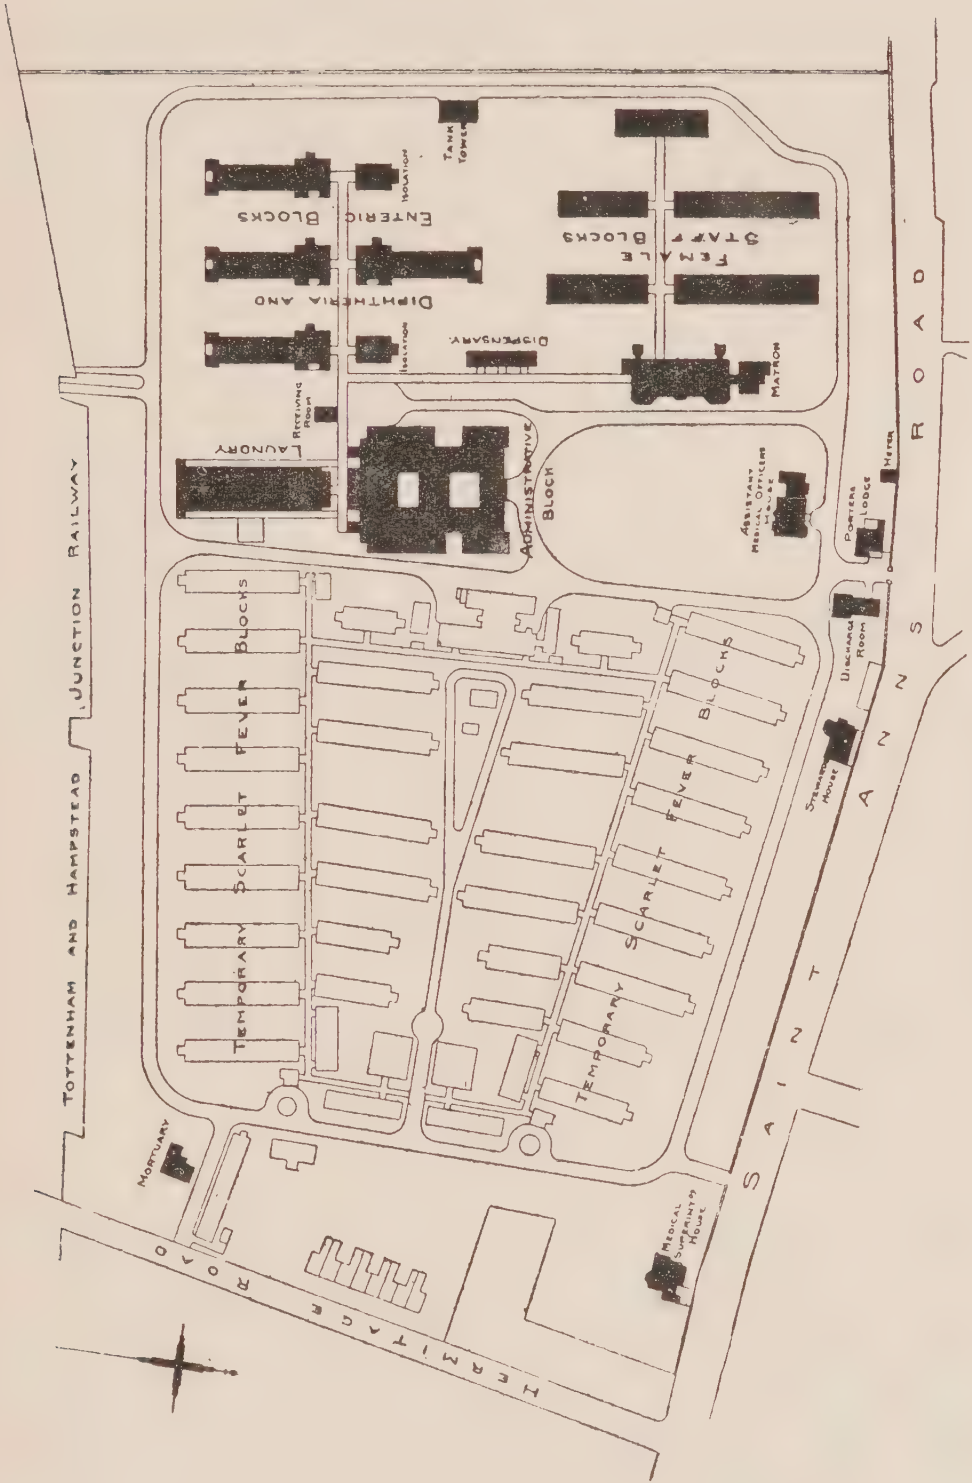 TOTTENHAM AND HAMPSTEAD JUNCTION RAILWAY
TANK
TOWER
ISOLATION
ENTERIC BLOCKS
DIPHTHERIA AND
ISOLATION
FEMALE
STAFF BLOCKS
DISPENSARY.
MATRON
RECEIVING
ROOM
LAUNDRY
ADMINISTRATIVE
BLOCK
ASSISTANT
MEDICAL OFFICERS
HOUSE
PORTERS
LODGE
METER
DISCHARGE
ROOM
STEWARDS
HOUSE
TEMPORARY SCARLET FEVER BLOCKS
TEMPORARY SCARLET FEVER BLOCKS
MORTUARY
MEDICAL
SUPERINTDS
HOUSE
HERMITAGE ROAD
SAINT ANNS ROAD